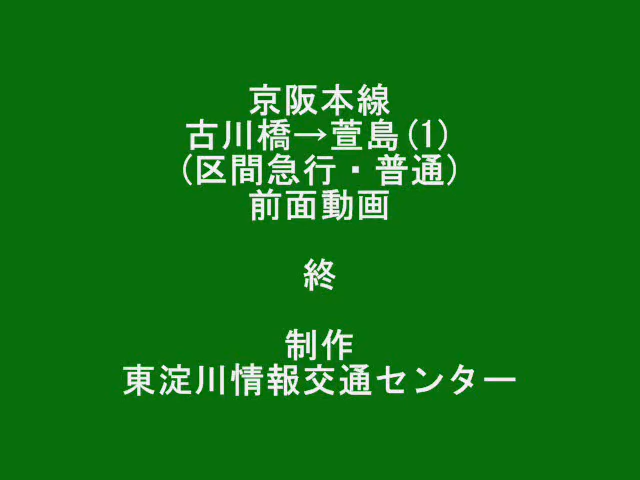 京阪本線
古川橋→萱島(1)
(区間急行・普通)
前面動画
終
制作
東淀川情報交通センター